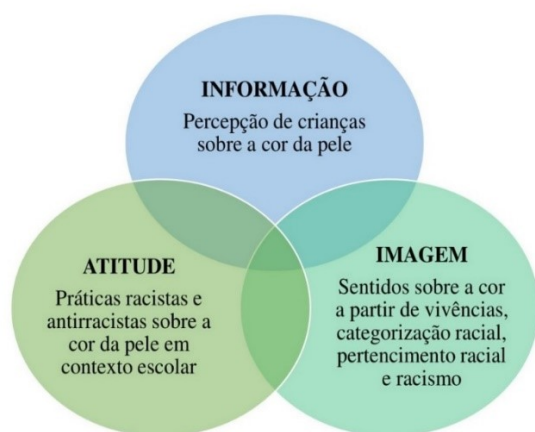 INFORMAÇÃO
Percepção de crianças
sobre a cor da pele
ATITUDE
Práticas racistas e
antirracistas sobre a
cor da pele em
contexto escolar
IMAGEM
Sentidos sobre a cor
a partir de vivências,
categorização racial,
pertencimento racial
e racismo